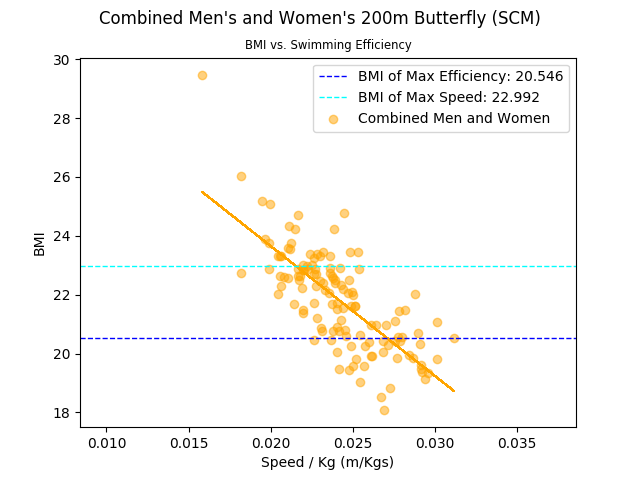 Combined Men's and Women's 200m Butterfly (SCM)
BMI vs. Swimming Efficiency
BMI of Max Efficiency: 20.546
BMI of Max Speed: 22.992
Combined Men and Women
30
28
26
24
22
20
18
BMI
0.010 0.015 0.020 0.025 0.030 0.035
Speed / Kg (m/Kgs)